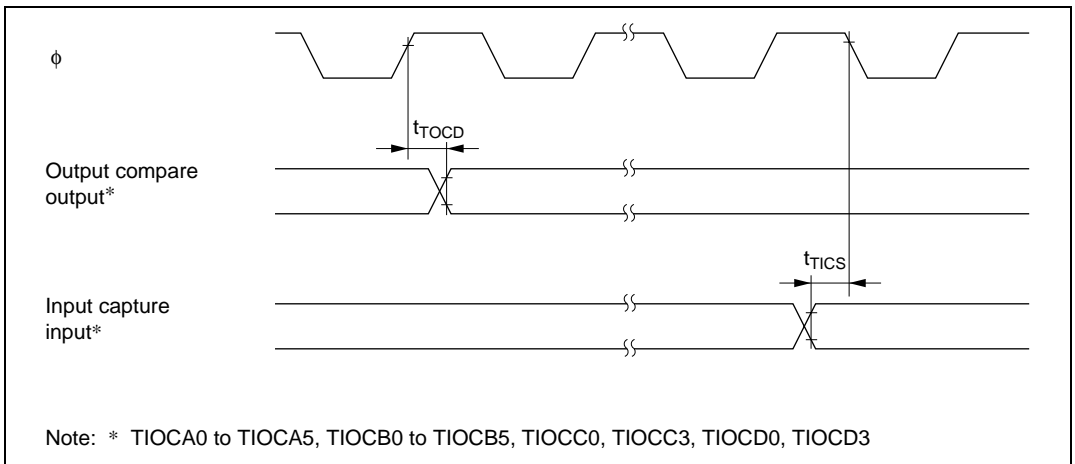 ϕ
tTOCD
Output compare
output*
tTICS
Input capture
input*
Note: * TIOCA0 to TIOCA5, TIOCB0 to TIOCB5, TIOCC0, TIOCC3, TIOCD0, TIOCD3